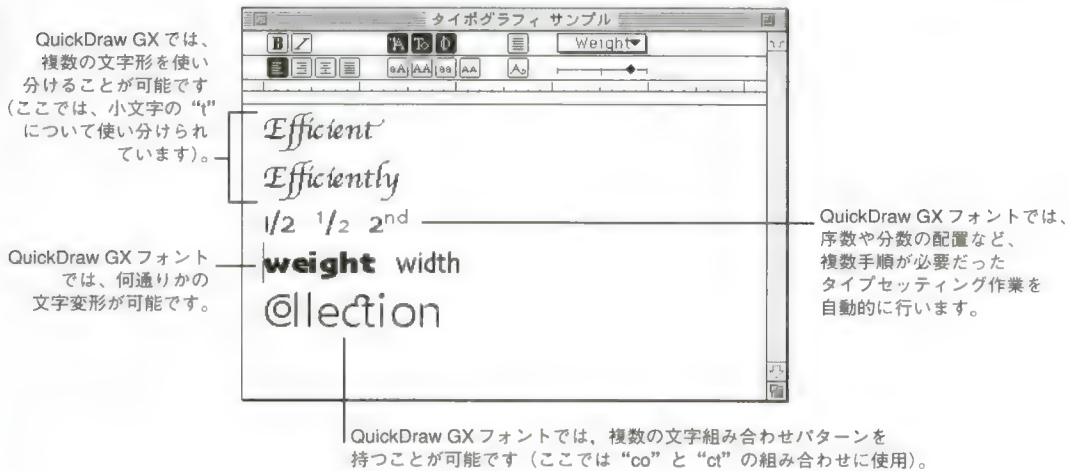 タイポグラフィ サンプル
QuickDraw GX では、
複数の文字形を使い
分けることが可能です
（ここでは、小文字の “t”
について使い分けられ
ています）。
B I
Weight
Efficient
Efficiently
1/2 1/2 2nd
weight width
Collection
QuickDraw GX フォント
では、何通りかの
文字変形が可能です。
QuickDraw GX フォントでは、
序数や分数の配置など、
複数手順が必要だった
タイプセッティング作業を
自動的に行います。
QuickDraw GX フォントでは、複数の文字組み合わせパターンを
持つことが可能です（ここでは “co” と “ct” の組み合わせに使用）。